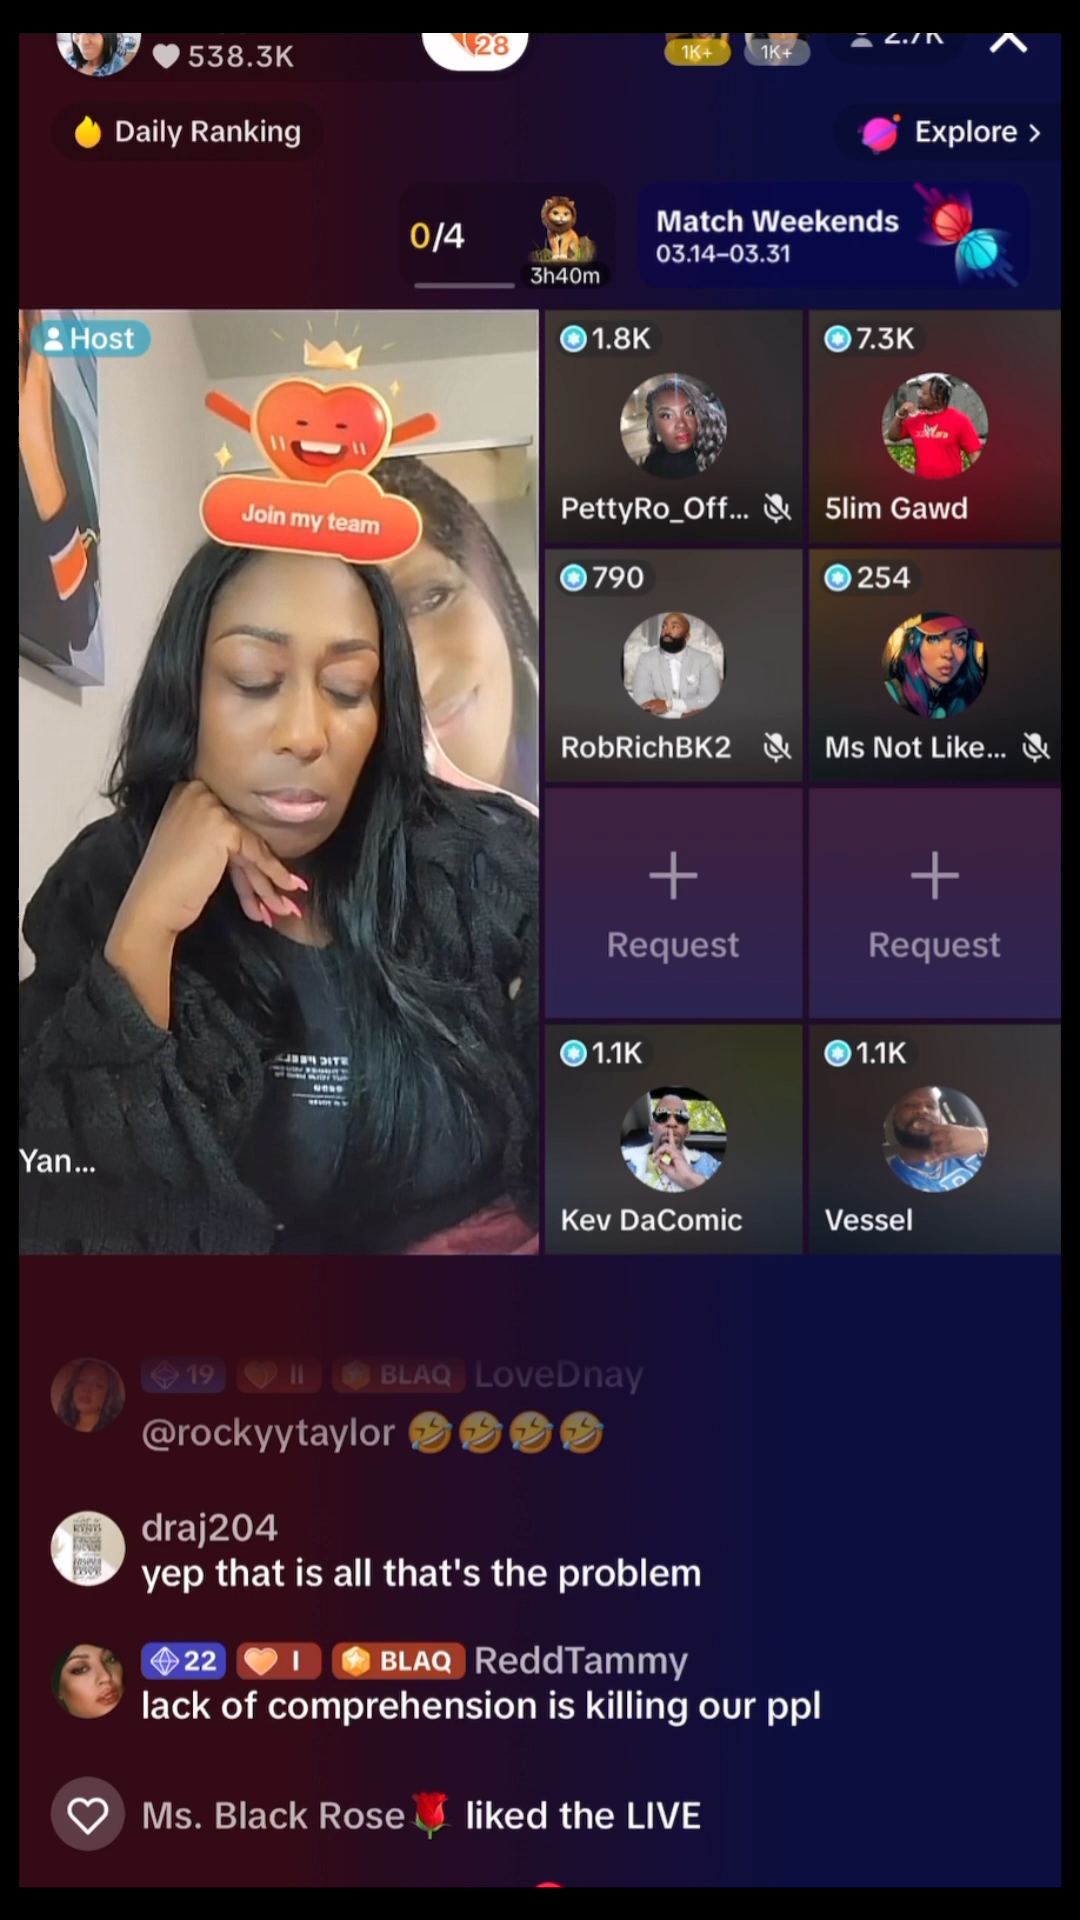 538.3K
28
1K+
1K+
2.7K
Daily Ranking
Explore >
0/4
3h40m
Match Weekends
03.14–03.31
Host
Join my team
Yan...
1.8K
PettyRo_Off...
7.3K
5lim Gawd
790
RobRichBK2
254
Ms Not Like...
Request
Request
1.1K
Kev DaComic
1.1K
Vessel
19 II BLAQ LoveDnay
@rockyytaylor 🤣🤣🤣🤣
draj204
yep that is all that's the problem
22 I BLAQ ReddTammy
lack of comprehension is killing our ppl
Ms. Black Rose🌹 liked the LIVE